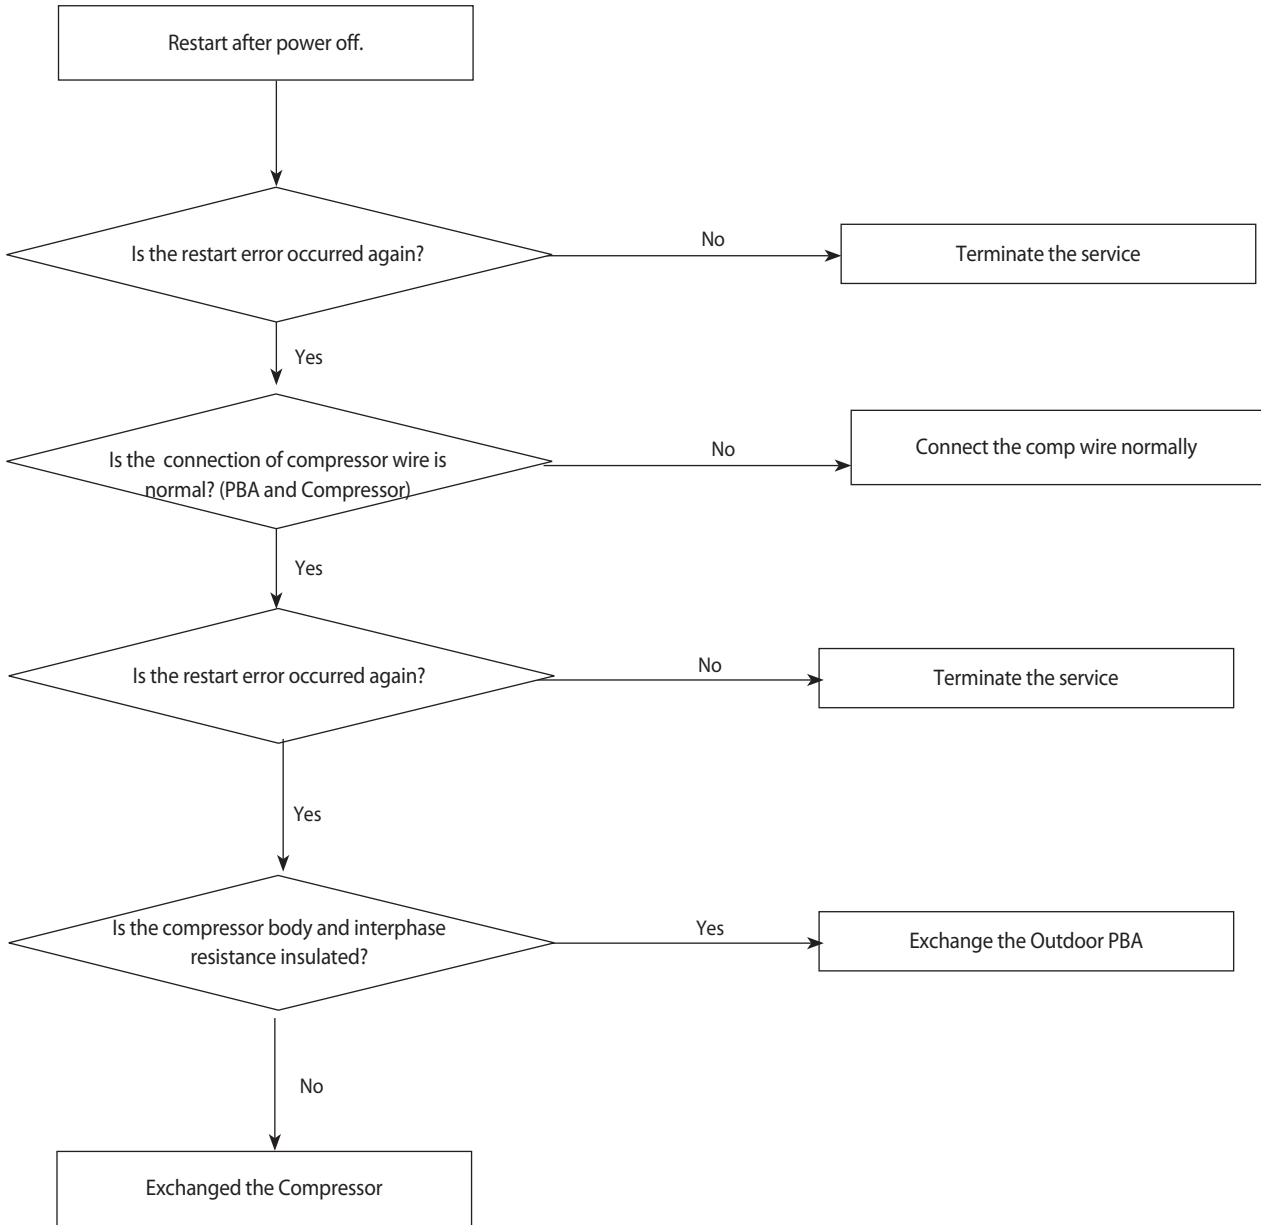 Restart after power off.
Is the restart error occurred again?
No
Terminate the service
Yes
Is the connection of compressor wire is
normal? (PBA and Compressor)
No
Connect the comp wire normally
Yes
Is the restart error occurred again?
No
Terminate the service
Yes
Is the compressor body and interphase
resistance insulated?
Yes
Exchange the Outdoor PBA
No
Exchanged the Compressor